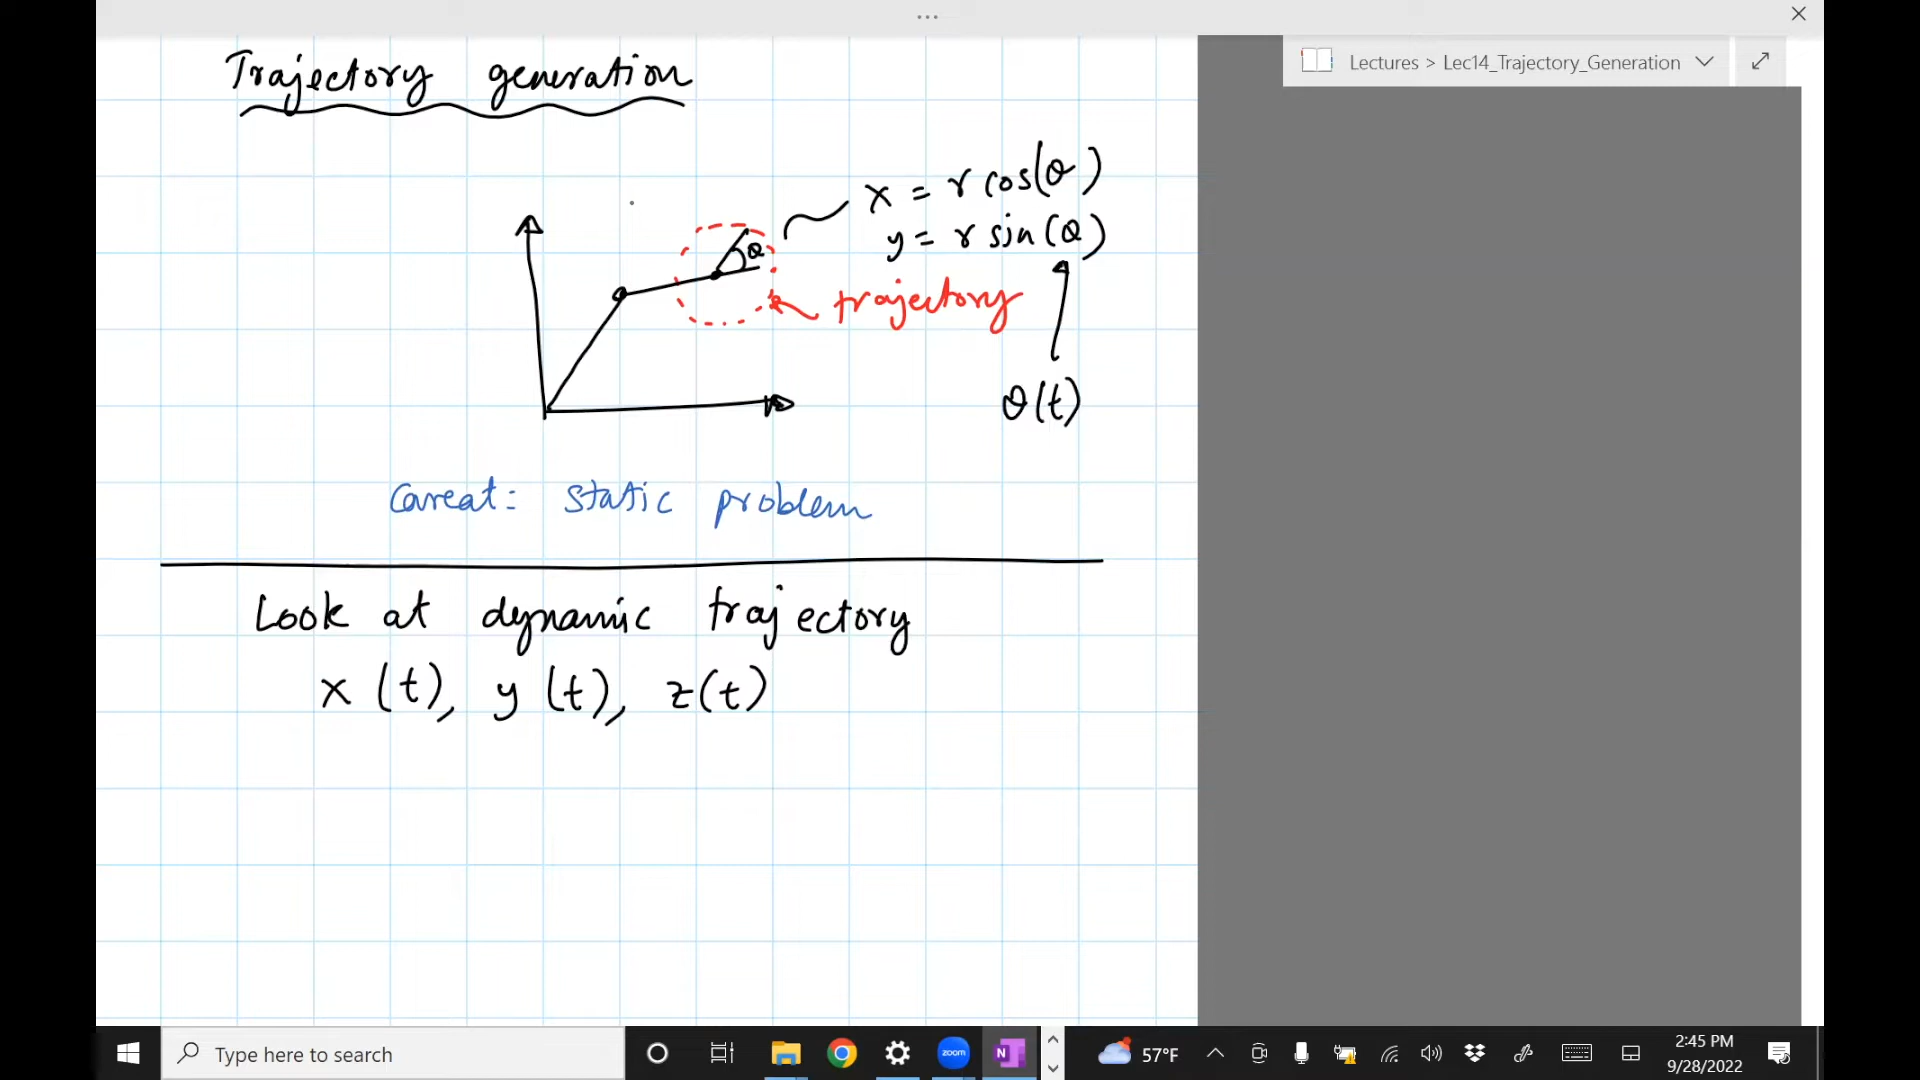 Lectures > Lec14_Trajectory_Generation
Trajectory generation
x = r cos(θ)
y = r sin(θ)
θ
trajectory
θ(t)
Caveat: static problem
Look at dynamic trajectory
x(t), y(t), z(t)
Type here to search
zoom
N
57°F
2:45 PM
9/28/2022